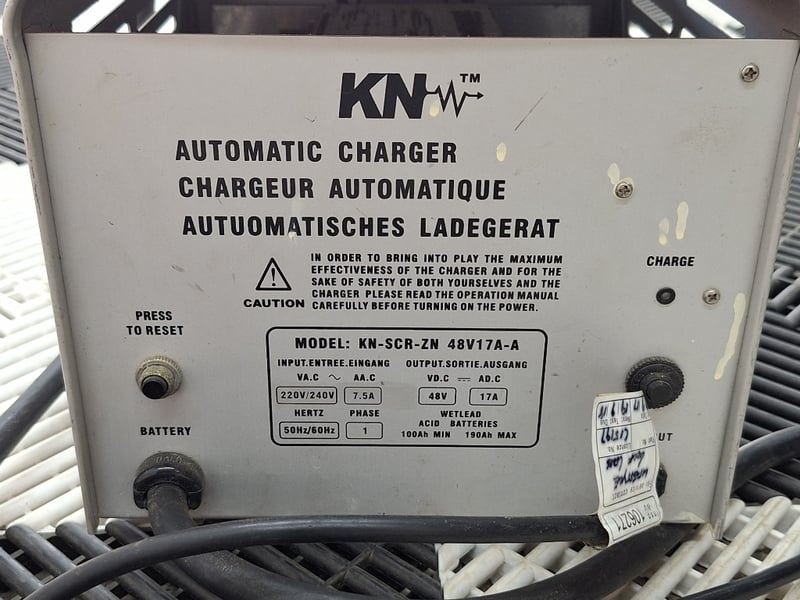 KN ™
AUTOMATIC CHARGER
CHARGEUR AUTOMATIQUE
AUTUOMATISCHES LADEGERAT
CAUTION
IN ORDER TO BRING INTO PLAY THE MAXIMUM
EFFECTIVENESS OF THE CHARGER AND FOR THE
SAKE OF SAFETY OF BOTH YOURSELVES AND THE
CHARGER PLEASE READ THE OPERATION MANUAL
CAREFULLY BEFORE TURNING ON THE POWER.
CHARGE
PRESS
TO RESET
MODEL: KN-SCR-ZN 48V17A-A
INPUT.ENTREE.EINGANG OUTPUT.SORTIE.AUSGANG
VA.C ~ AA.C VD.C AD.C
220V/240V 7.5A 48V 17A
HERTZ PHASE WETLEAD
50Hz/60Hz 1 ACID BATTERIES
100Ah MIN 190Ah MAX
BATTERY
UT
106271